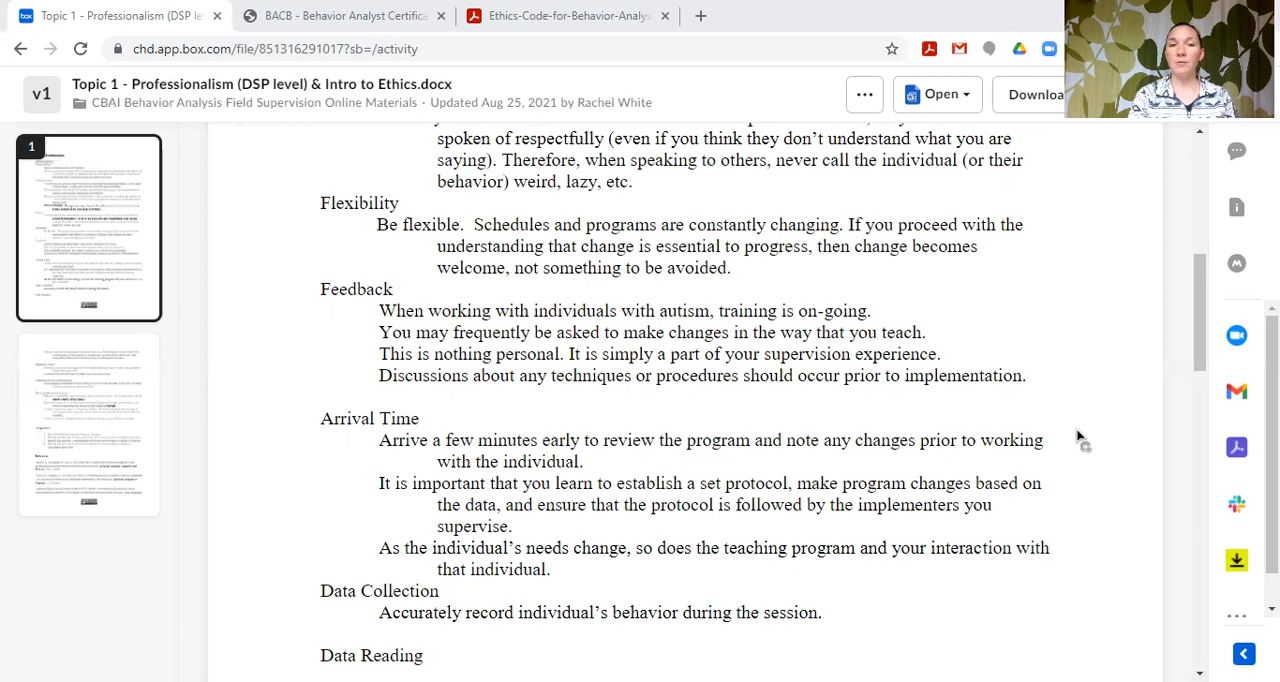 Topic 1 - Professionalism (DSP le
BACB - Behavior Analyst Certifica
Ethics-Code-for-Behavior-Analys
chd.app.box.com/file/851316291017?sb=/activity
v1
Topic 1 - Professionalism (DSP level) & Intro to Ethics.docx
CBAI Behavior Analysis Field Supervision Online Materials · Updated Aug 25, 2021 by Rachel White
Open
Downloa
1
spoken of respectfully (even if you think they don't understand what you are
saying). Therefore, when speaking to others, never call the individual (or their
behavior) weird, lazy, etc.
Flexibility
Be flexible. Schedules and programs are constantly changing. If you proceed with the
understanding that change is essential to progress, then change becomes
welcome, not something to be avoided.
Feedback
When working with individuals with autism, training is on-going.
You may frequently be asked to make changes in the way that you teach.
This is nothing personal. It is simply a part of your supervision experience.
Discussions about any techniques or procedures should occur prior to implementation.
Arrival Time
Arrive a few minutes early to review the program and note any changes prior to working
with the individual.
It is important that you learn to establish a set protocol, make program changes based on
the data, and ensure that the protocol is followed by the implementers you
supervise.
As the individual's needs change, so does the teaching program and your interaction with
that individual.
Data Collection
Accurately record individual's behavior during the session.
Data Reading